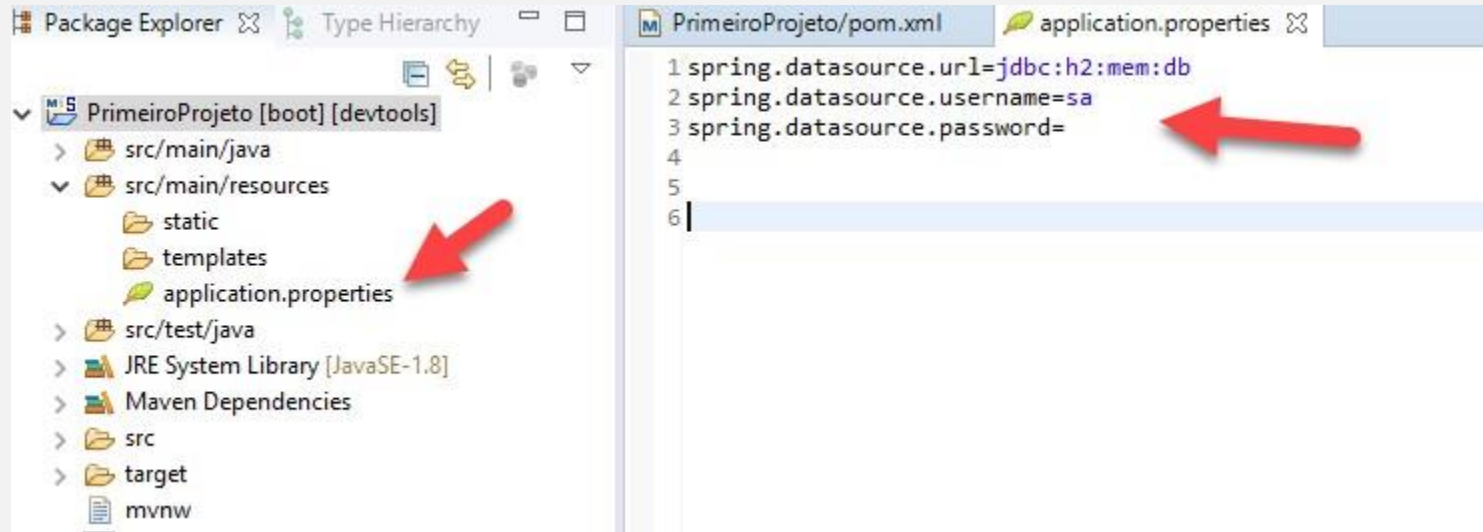 Package Explorer
Type Hierarchy
PrimeiroProjeto [boot] [devtools]
src/main/java
src/main/resources
static
templates
application.properties
src/test/java
JRE System Library [JavaSE-1.8]
Maven Dependencies
src
target
mvnw
PrimeiroProjeto/pom.xml
application.properties
1 spring.datasource.url=jdbc:h2:mem:db
2 spring.datasource.username=sa
3 spring.datasource.password=
4
5
6